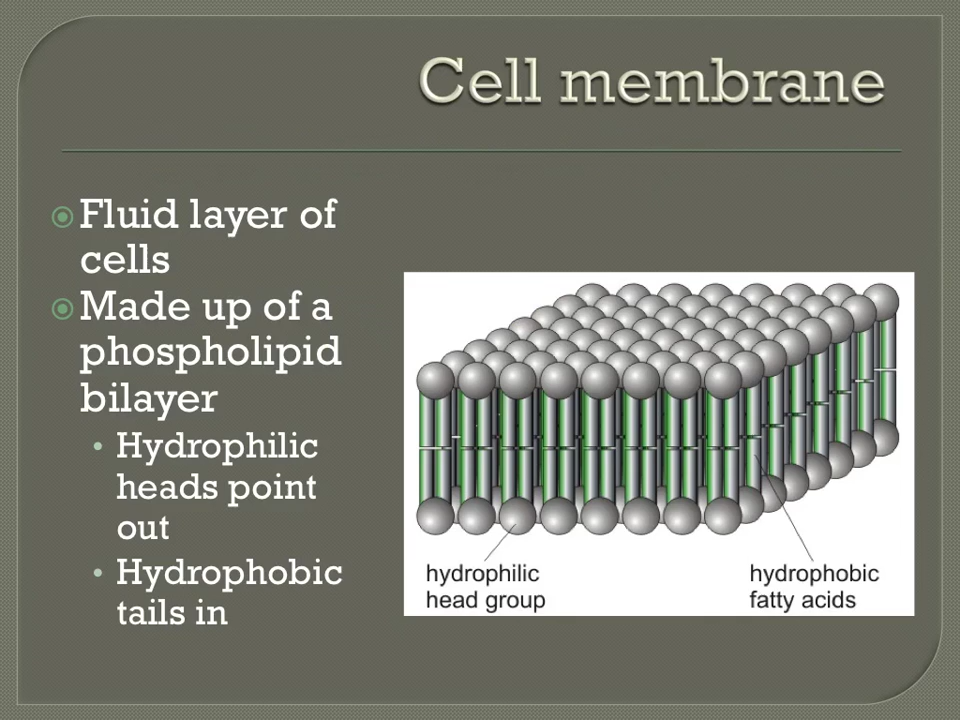 Cell membrane
Fluid layer of
cells
Made up of a
phospholipid
bilayer
• Hydrophilic
heads point
out
• Hydrophobic
tails in
hydrophilic
head group
hydrophobic
fatty acids